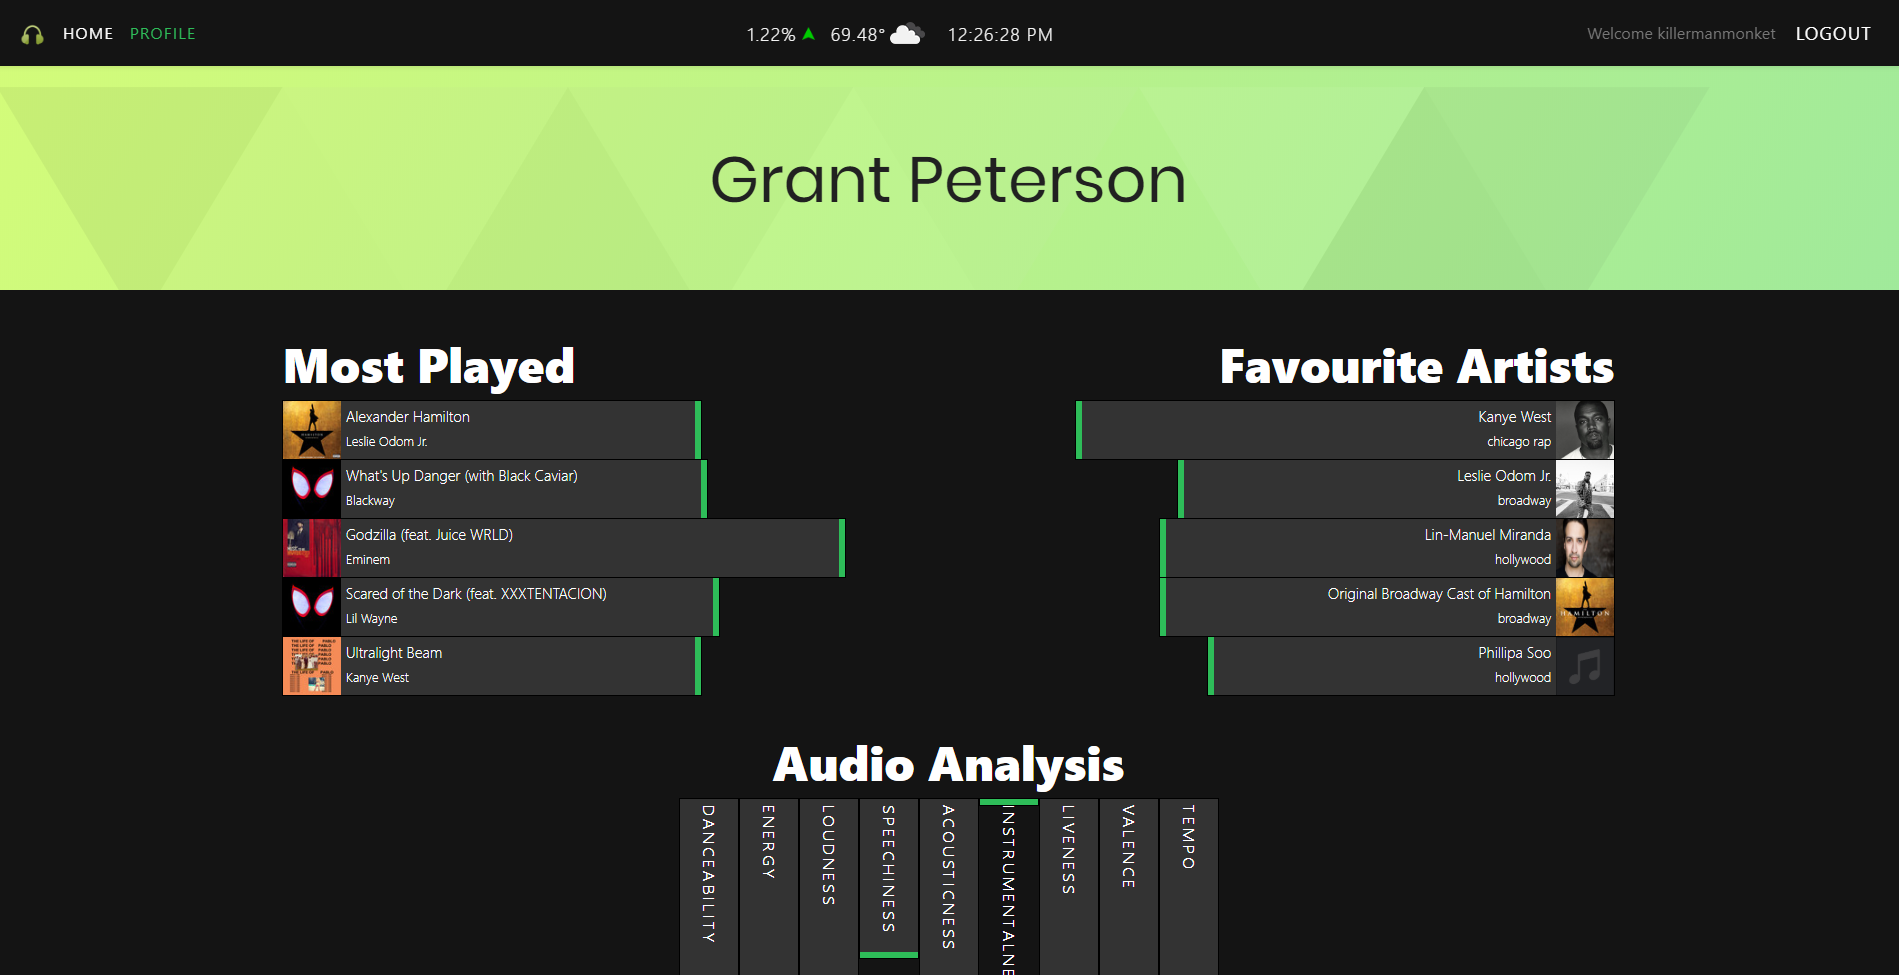 HOME PROFILE 1.22% 69.48° 12:26:28 PM Welcome killermanmonket LOGOUT
Grant Peterson
Most Played
Alexander Hamilton
Leslie Odom Jr.
What's Up Danger (with Black Caviar)
Blackway
Godzilla (feat. Juice WRLD)
Eminem
Scared of the Dark (feat. XXXTENTACION)
Lil Wayne
Ultralight Beam
Kanye West
Favourite Artists
Kanye West
chicago rap
Leslie Odom Jr.
broadway
Lin-Manuel Miranda
hollywood
Original Broadway Cast of Hamilton
broadway
HAMILTON
Phillipa Soo
hollywood
Audio Analysis
DANCEABILITY
ENERGY
LOUDNESS
SPEECHINESS
ACOUSTICNESS
INSTRUMENTALNE
LIVENESS
VALENCE
TEMPO